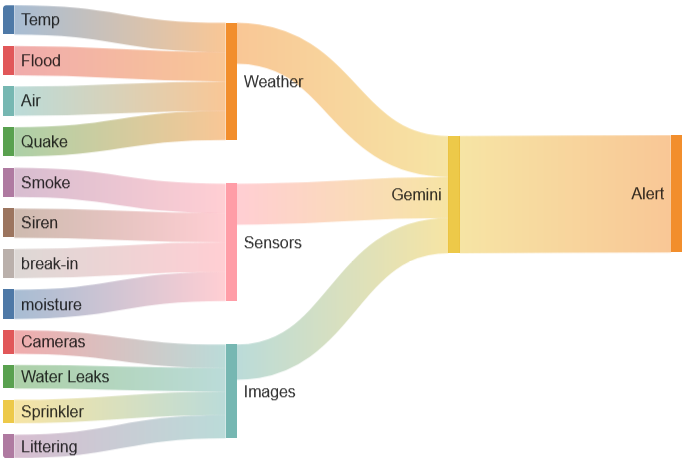 Temp
Flood
Air
Quake
Smoke
Siren
break-in
moisture
Cameras
Water Leaks
Sprinkler
Littering
Weather
Sensors
Images
Gemini
Alert